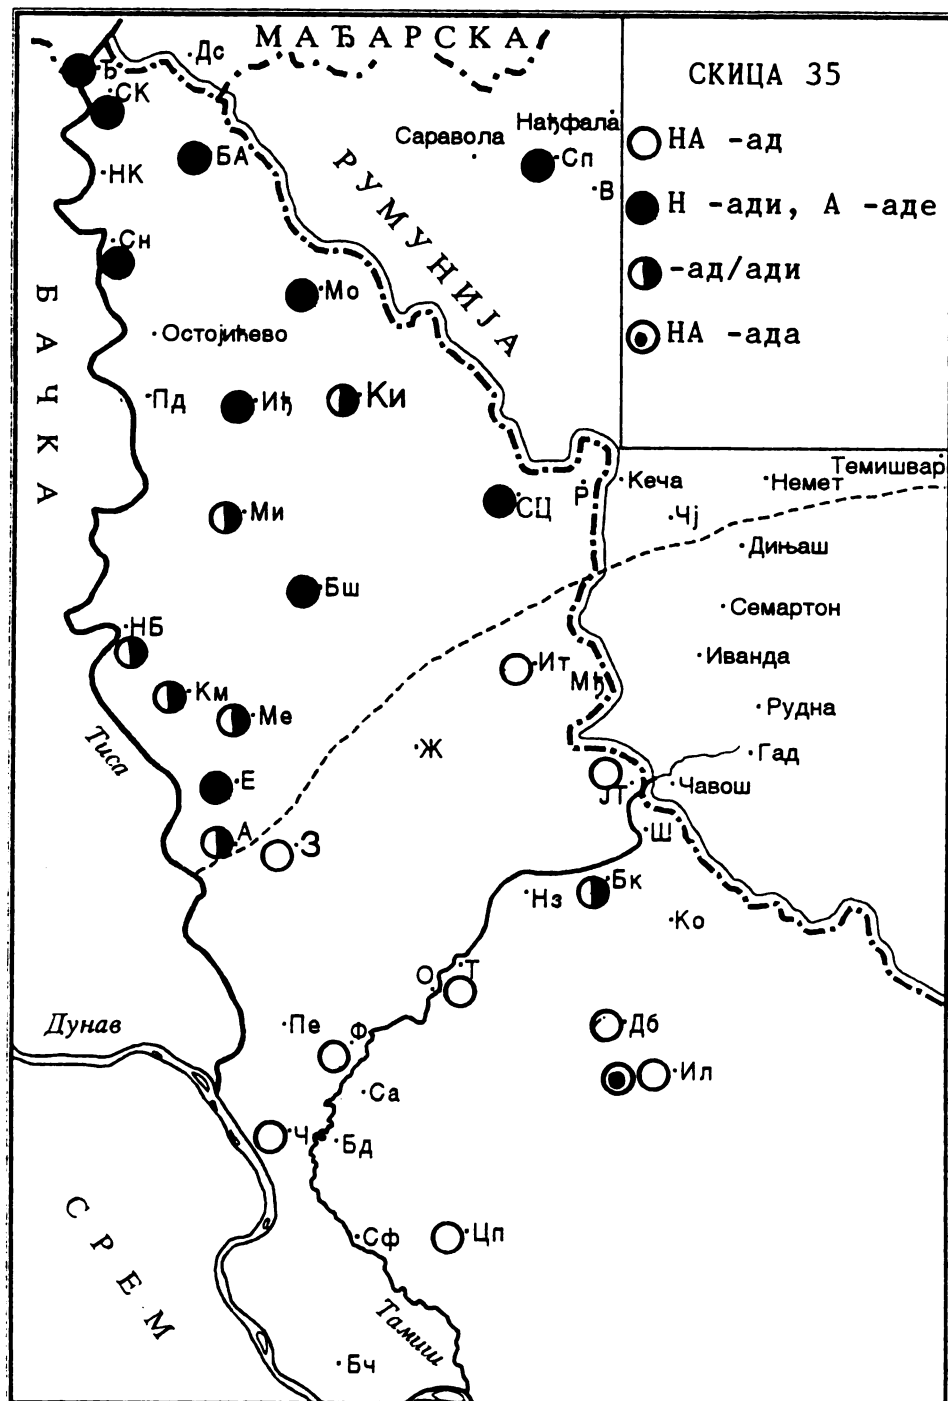 МАЂАРСКА
СКИЦА 35
НА -ад
Н -ади, А -аде
-ад/ади
НА -ада
Ђ
Дс
СК
БА
НК
Сн
Саравола
Нађфала
Сп
В
РУМУНИЈА
БАЧКА
Мо
Остојићево
Пд
Иђ
Ки
СЦ
Р
Кеча
Немет
Темишвар
Чј
Ми
Дињаш
Бш
Семартон
НБ
Ит
Мђ
Иванда
Км
Ме
Рудна
Ж
Гад
Тиса
Е
ЈТ
Чавош
А
З
Ш
Нз
Бк
Ко
О
Т
Дунав
Пе
Ф
Дб
Са
Ил
Ч
Бд
СРЕМ
Сф
Цп
Тамиш
Бч